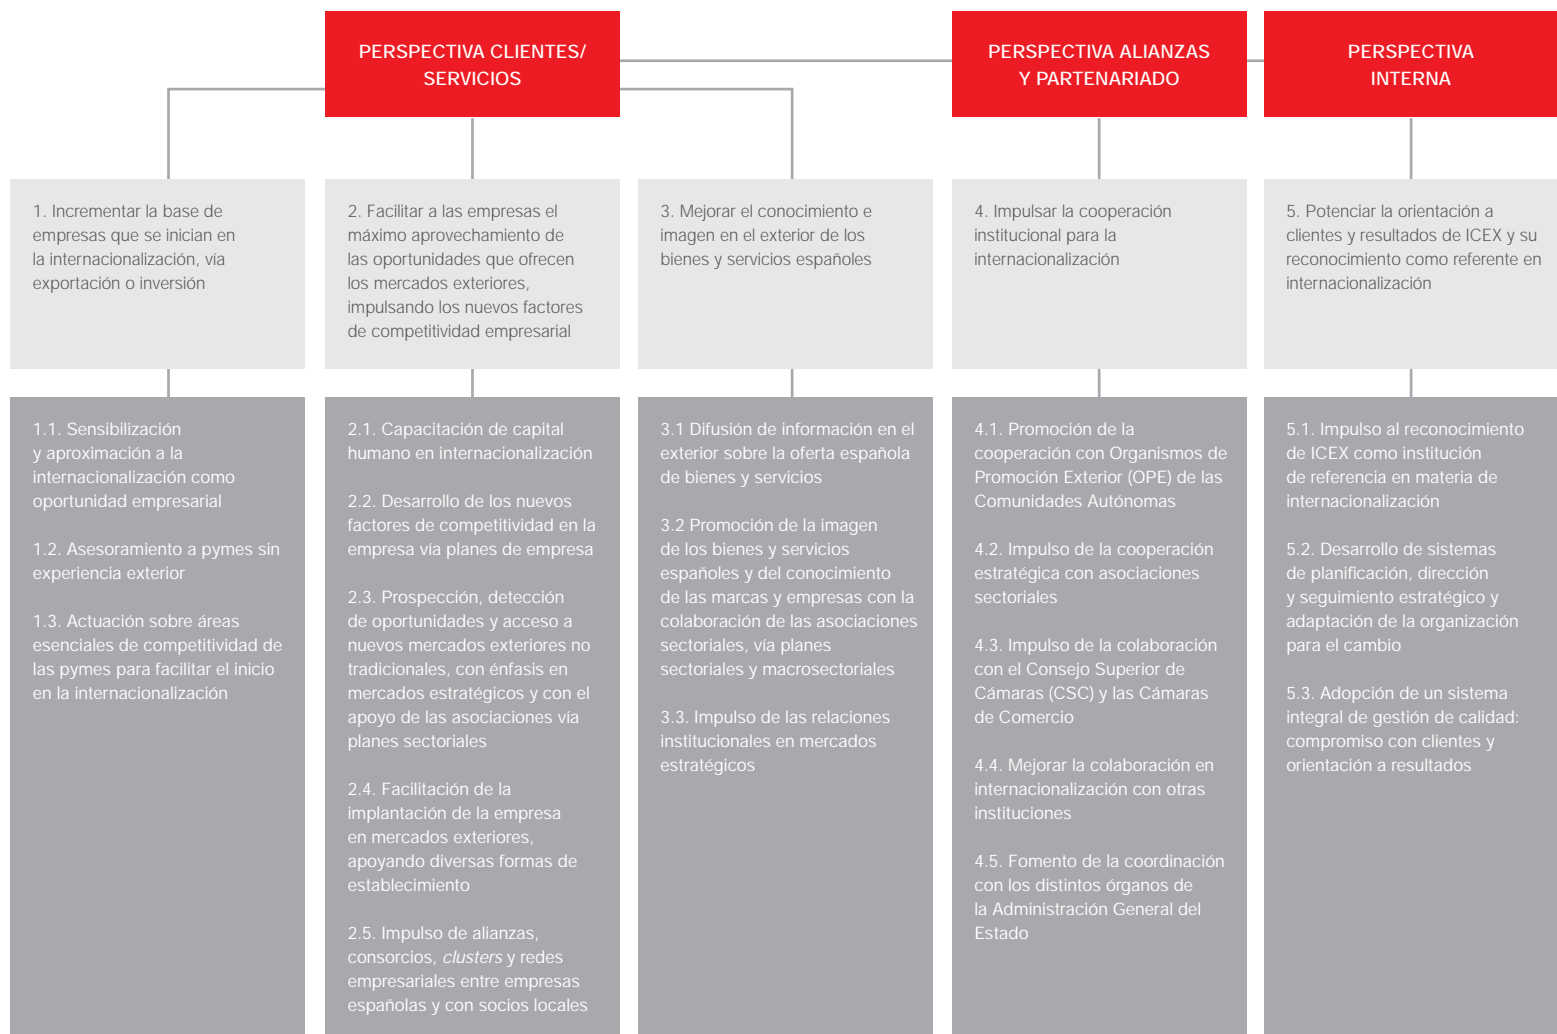 PERSPECTIVA CLIENTES/
SERVICIOS
PERSPECTIVA ALIANZAS
Y PARTENARIADO
PERSPECTIVA
INTERNA
1. Incrementar la base de
empresas que se inician en
la internacionalización, vía
exportación o inversión
2. Facilitar a las empresas el
máximo aprovechamiento de
las oportunidades que ofrecen
los mercados exteriores,
impulsando los nuevos factores
de competitividad empresarial
3. Mejorar el conocimiento e
imagen en el exterior de los
bienes y servicios españoles
4. Impulsar la cooperación
institucional para la
internacionalización
5. Potenciar la orientación a
clientes y resultados de ICEX y su
reconocimiento como referente en
internacionalización
1.1. Sensibilización
y aproximación a la
internacionalización como
oportunidad empresarial
1.2. Asesoramiento a pymes sin
experiencia exterior
1.3. Actuación sobre áreas
esenciales de competitividad de
las pymes para facilitar el inicio
en la internacionalización
2.1. Capacitación de capital
humano en internacionalización
2.2. Desarrollo de los nuevos
factores de competitividad en la
empresa vía planes de empresa
2.3. Prospección, detección
de oportunidades y acceso a
nuevos mercados exteriores no
tradicionales, con énfasis en
mercados estratégicos y con el
apoyo de las asociaciones vía
planes sectoriales
2.4. Facilitación de la
implantación de la empresa
en mercados exteriores,
apoyando diversas formas de
establecimiento
2.5. Impulso de alianzas,
consorcios, clusters y redes
empresariales entre empresas
españolas y con socios locales
3.1 Difusión de información en el
exterior sobre la oferta española
de bienes y servicios
3.2 Promoción de la imagen
de los bienes y servicios
españoles y del conocimiento
de las marcas y empresas con la
colaboración de las asociaciones
sectoriales, vía planes
sectoriales y macrosectoriales
3.3. Impulso de las relaciones
institucionales en mercados
estratégicos
4.1. Promoción de la
cooperación con Organismos de
Promoción Exterior (OPE) de las
Comunidades Autónomas
4.2. Impulso de la cooperación
estratégica con asociaciones
sectoriales
4.3. Impulso de la colaboración
con el Consejo Superior de
Cámaras (CSC) y las Cámaras
de Comercio
4.4. Mejorar la colaboración en
internacionalización con otras
instituciones
4.5. Fomento de la coordinación
con los distintos órganos de
la Administración General del
Estado
5.1. Impulso al reconocimiento
de ICEX como institución
de referencia en materia de
internacionalización
5.2. Desarrollo de sistemas
de planificación, dirección
y seguimiento estratégico y
adaptación de la organización
para el cambio
5.3. Adopción de un sistema
integral de gestión de calidad:
compromiso con clientes y
orientación a resultados